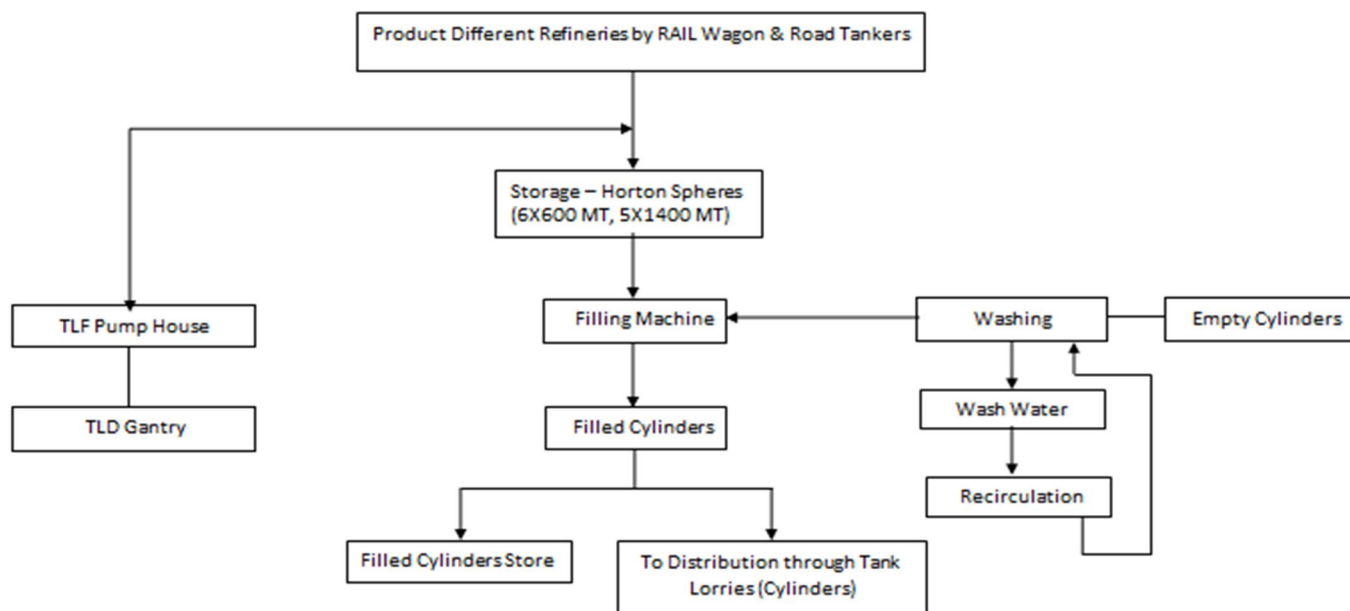 Product Different Refineries by RAIL Wagon & Road Tankers
Storage – Horton Spheres
(6X600 MT, 5X1400 MT)
TLF Pump House
Filling Machine
Washing
Empty Cylinders
TLD Gantry
Filled Cylinders
Wash Water
Recirculation
Filled Cylinders Store
To Distribution through Tank
Lorries (Cylinders)